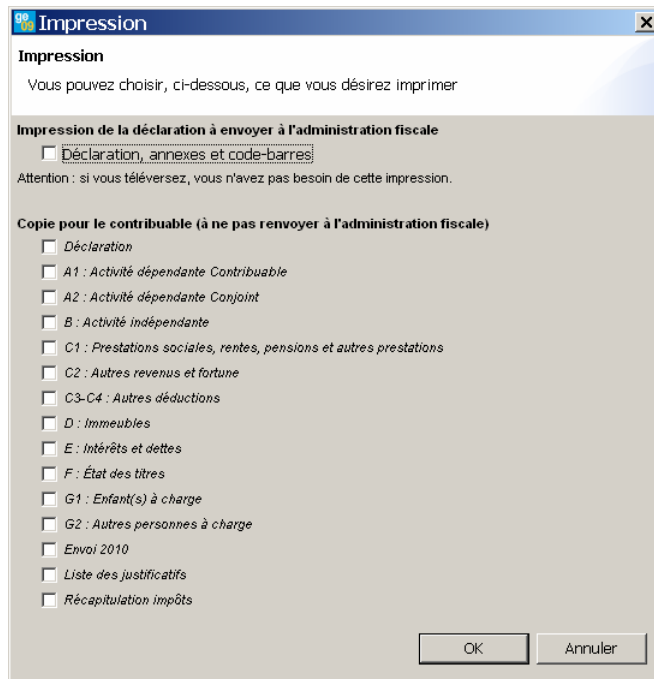 ge
09
Impression
Impression
Vous pouvez choisir, ci-dessous, ce que vous désirez imprimer
Impression de la déclaration à envoyer à l'administration fiscale
Déclaration, annexes et code-barres
Attention : si vous téléversez, vous n'avez pas besoin de cette impression.
Copie pour le contribuable (à ne pas renvoyer à l'administration fiscale)
Déclaration
A1 : Activité dépendante Contribuable
A2 : Activité dépendante Conjoint
B : Activité indépendante
C1 : Prestations sociales, rentes, pensions et autres prestations
C2 : Autres revenus et fortune
C3-C4 : Autres déductions
D : Immeubles
E : Intérêts et dettes
F : État des titres
G1 : Enfant(s) à charge
G2 : Autres personnes à charge
Envoi 2010
Liste des justificatifs
Récapitulation impôts
OK Annuler